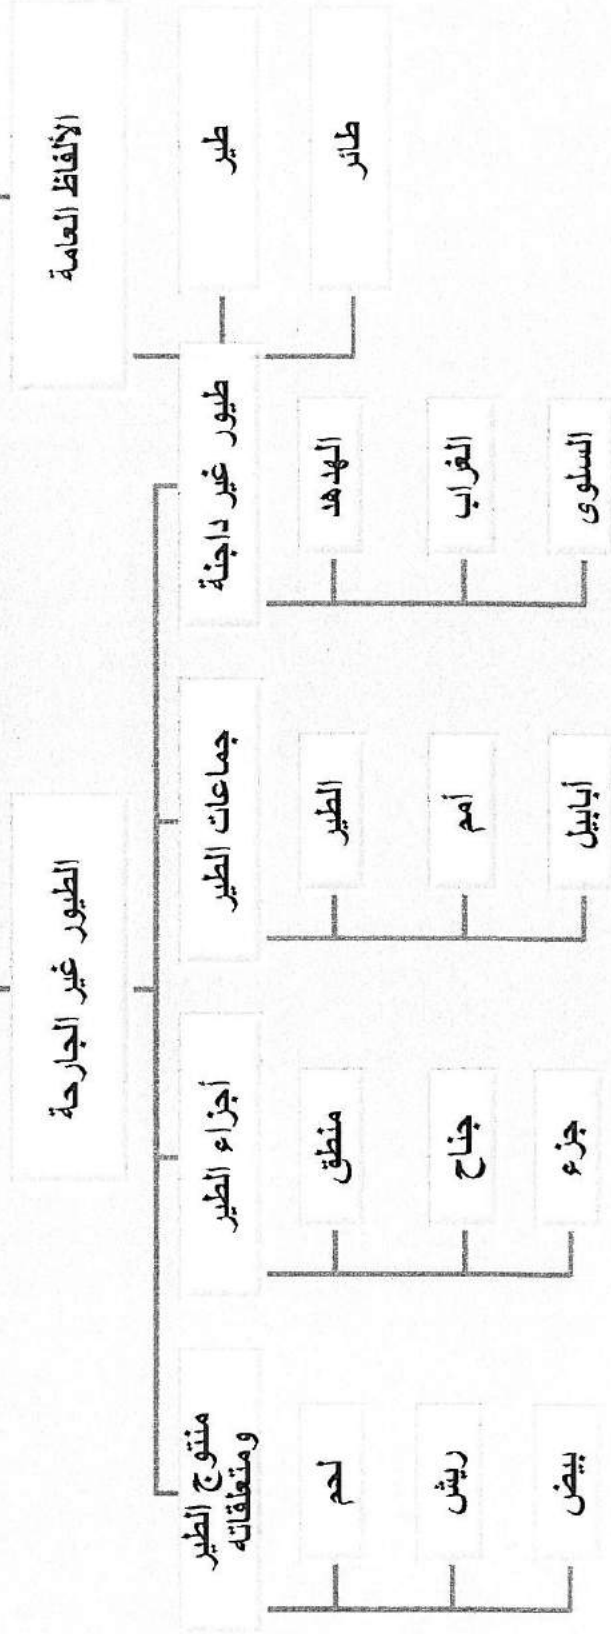 الألفاظ العامة
طير
طائر
الطيور غير الجارحة
طيور غير داجنة
الهدهد
الغراب
السلوى
جماعات الطير
الطير
أمم
أبابيل
أجزاء الطير
منطق
جناح
جزء
منتوج الطير
ومتعلقاته
لحم
ريش
بيض